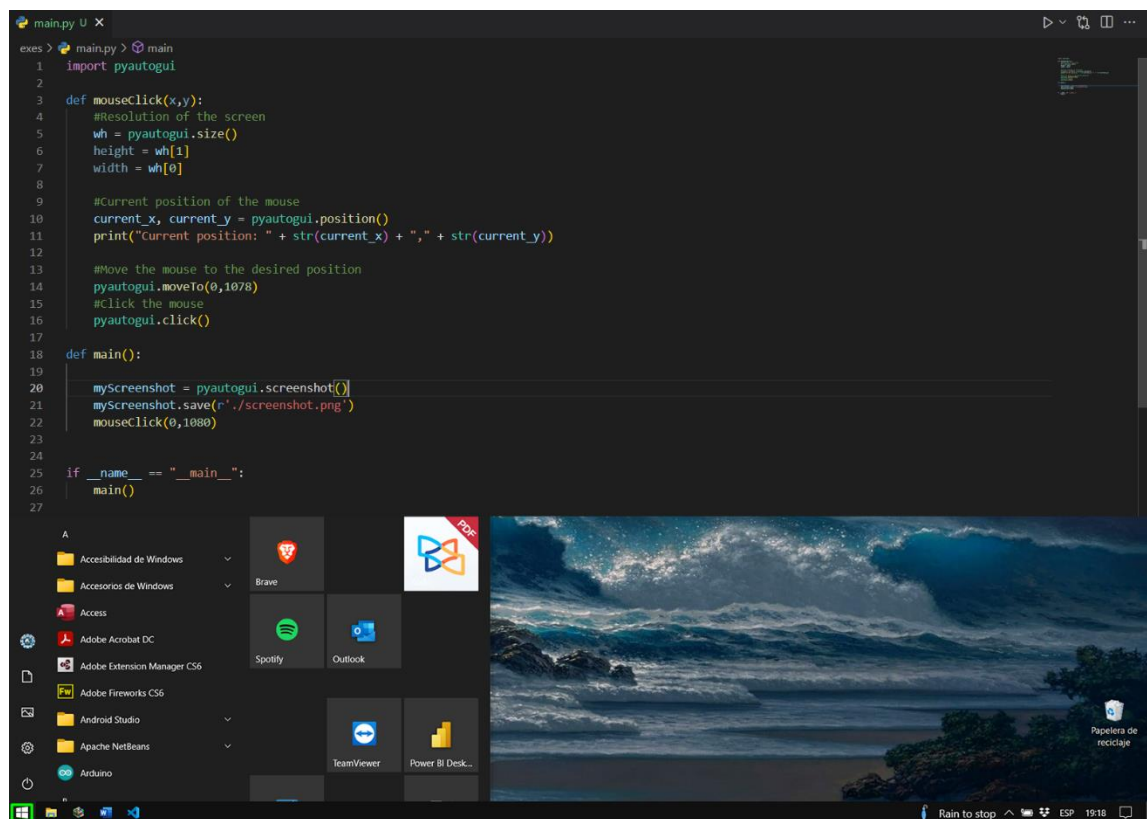 main.py U
exes > main.py > main
1 import pyautogui
2
3 def mouseClick(x,y):
4 #Resolution of the screen
5 wh = pyautogui.size()
6 height = wh[1]
7 width = wh[0]
8
9 #Current position of the mouse
10 current_x, current_y = pyautogui.position()
11 print("Current position: " + str(current_x) + "," + str(current_y))
12
13 #Move the mouse to the desired position
14 pyautogui.moveTo(0,1078)
15 #Click the mouse
16 pyautogui.click()
17
18 def main():
19
20 myScreenshot = pyautogui.screenshot()
21 myScreenshot.save(r'./screenshot.png')
22 mouseClick(0,1080)
23
24
25 if __name__ == "__main__":
26 main()
27
A
Accesibilidad de Windows
Accesorios de Windows
Access
Adobe Acrobat DC
Adobe Extension Manager CS6
Fw Adobe Fireworks CS6
Android Studio
Apache NetBeans
Arduino
Brave
PDF
Spotify
Outlook
TeamViewer
Power BI Desk...
Papelera de
reciclaje
Rain to stop ESP 19:18